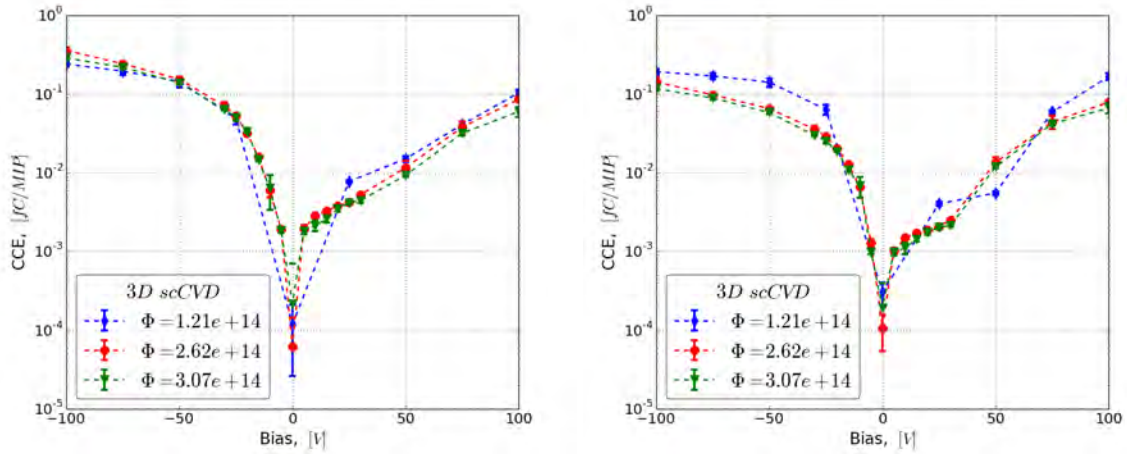 10^0
10^-1
10^-2
10^-3
10^-4
10^-5
CCE, [fC/MIP]
3D scCVD
Φ=1.21e+14
Φ=2.62e+14
Φ=3.07e+14
−100
−50
0
50
100
Bias, [V]
10^0
10^-1
10^-2
10^-3
10^-4
10^-5
CCE, [fC/MIP]
3D scCVD
Φ=1.21e+14
Φ=2.62e+14
Φ=3.07e+14
−100
−50
0
50
100
Bias, [V]